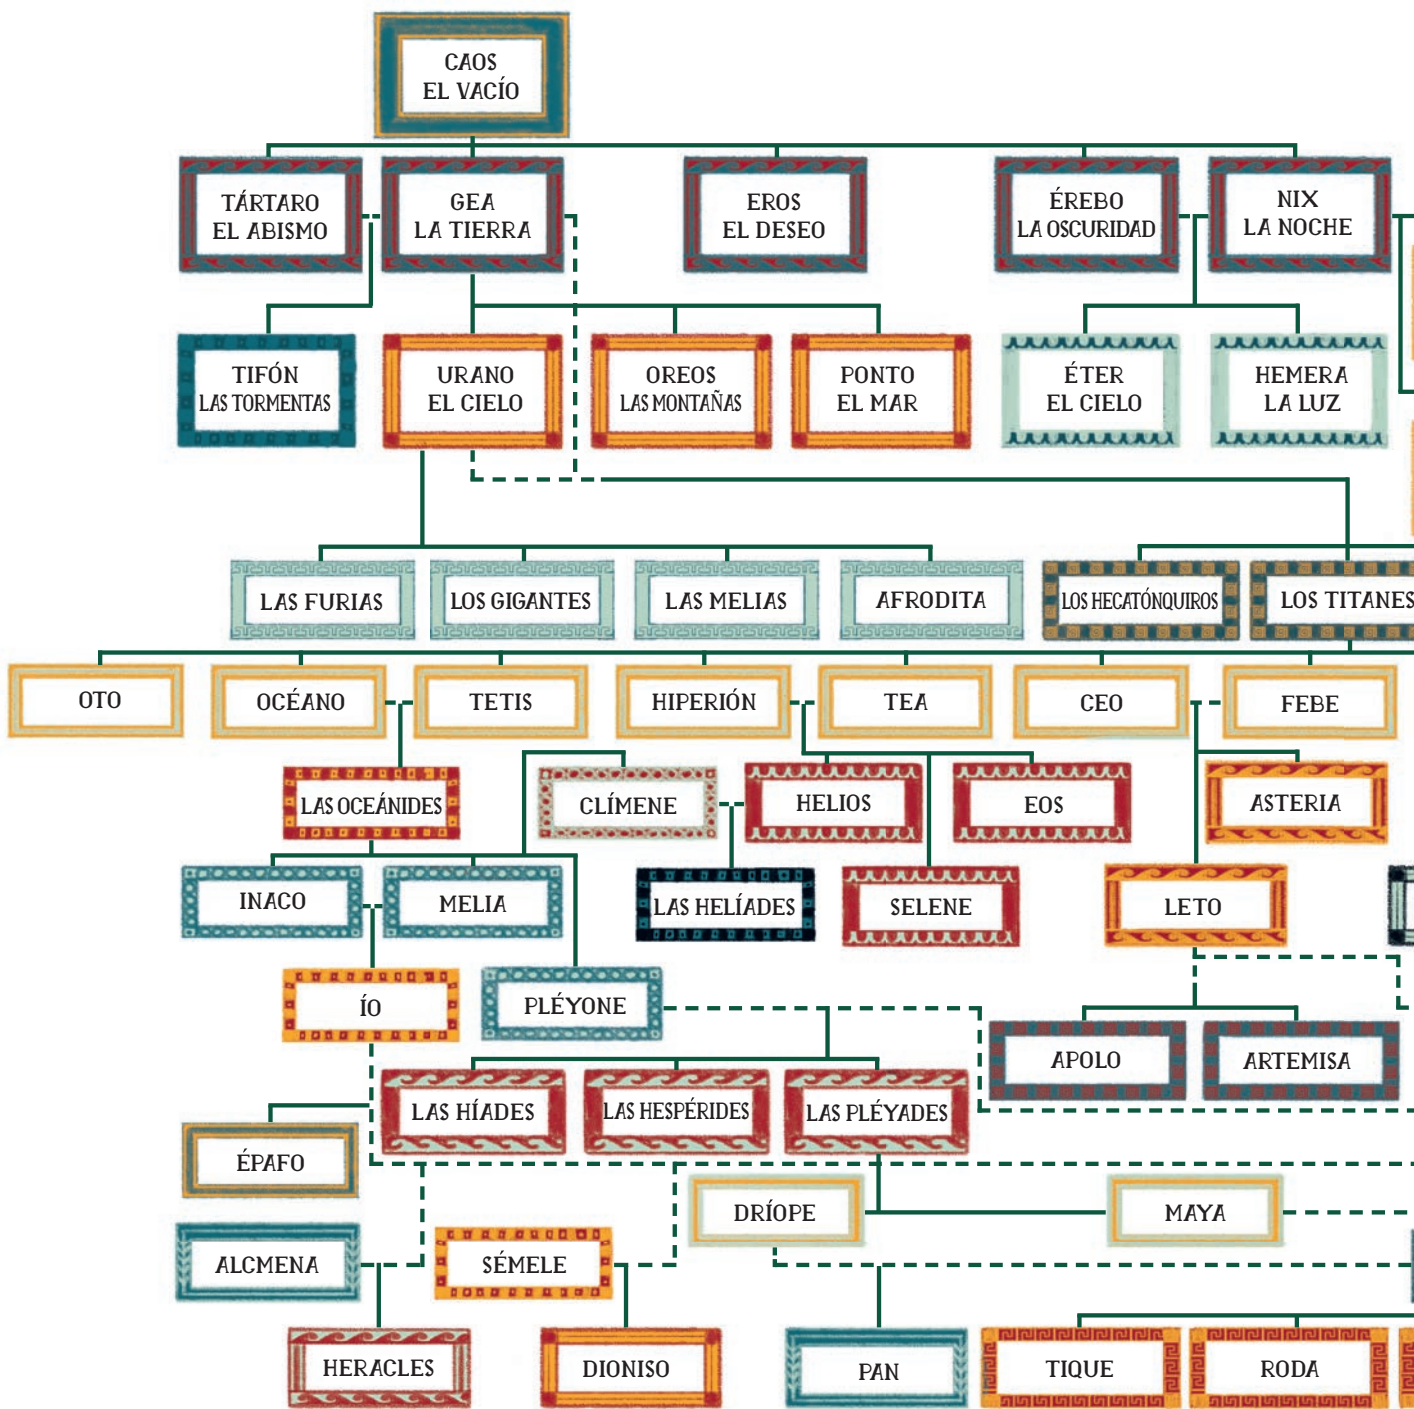 CAOS
EL VACÍO
TÁRTARO
EL ABISMO
GEA
LA TIERRA
EROS
EL DESEO
ÉREBO
LA OSCURIDAD
NIX
LA NOCHE
TIFÓN
LAS TORMENTAS
URANO
EL CIELO
OREOS
LAS MONTAÑAS
PONTO
EL MAR
ÉTER
EL CIELO
HEMERA
LA LUZ
LAS FURIAS
LOS GIGANTES
LAS MELIAS
AFRODITA
LOS HECATÓNQUIROS
LOS TITANES
OTO
OCÉANO
TETIS
HIPERIÓN
TEA
CEO
FEBE
LAS OCEÁNIDES
CLÍMENE
HELIOS
EOS
ASTERIA
INACO
MELIA
LAS HELÍADES
SELENE
LETO
ÍO
PLÉYONE
APOLO
ARTEMISA
LAS HÍADES
LAS HESPÉRIDES
LAS PLÉYADES
ÉPAFO
DRÍOPE
MAYA
ALCMENA
SÉMELE
HERACLES
DIONISO
PAN
TIQUE
RODA